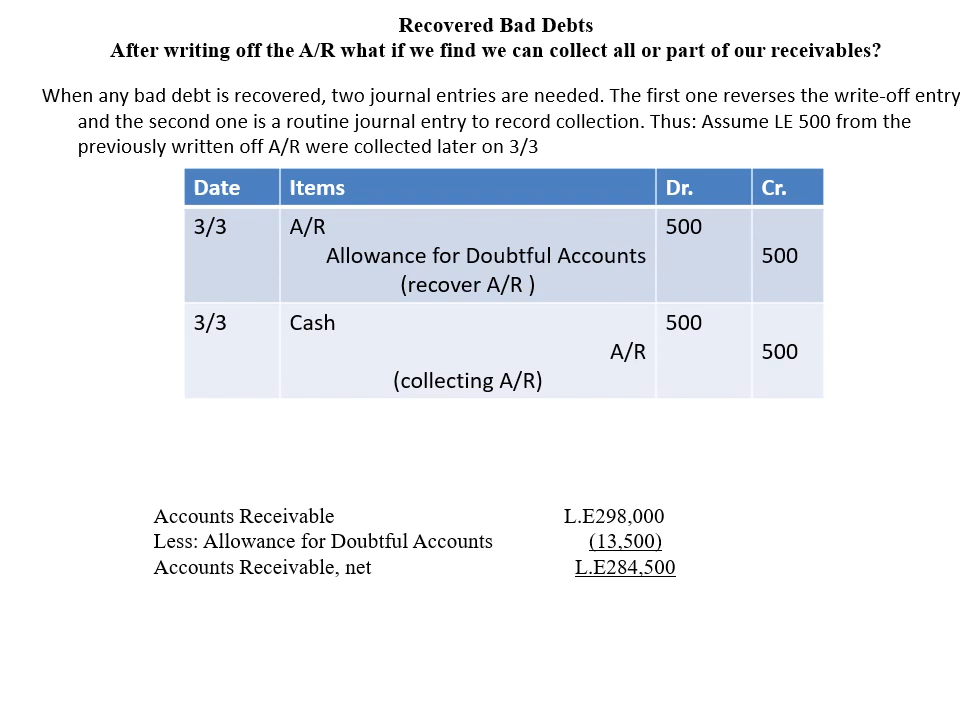 Recovered Bad Debts
After writing off the A/R what if we find we can collect all or part of our receivables?
When any bad debt is recovered, two journal entries are needed. The first one reverses the write-off entry
and the second one is a routine journal entry to record collection. Thus: Assume LE 500 from the
previously written off A/R were collected later on 3/3
Date Items Dr. Cr.
3/3 A/R 500
Allowance for Doubtful Accounts 500
(recover A/R )
3/3 Cash 500
A/R 500
(collecting A/R)
Accounts Receivable L.E298,000
Less: Allowance for Doubtful Accounts (13,500)
Accounts Receivable, net L.E284,500